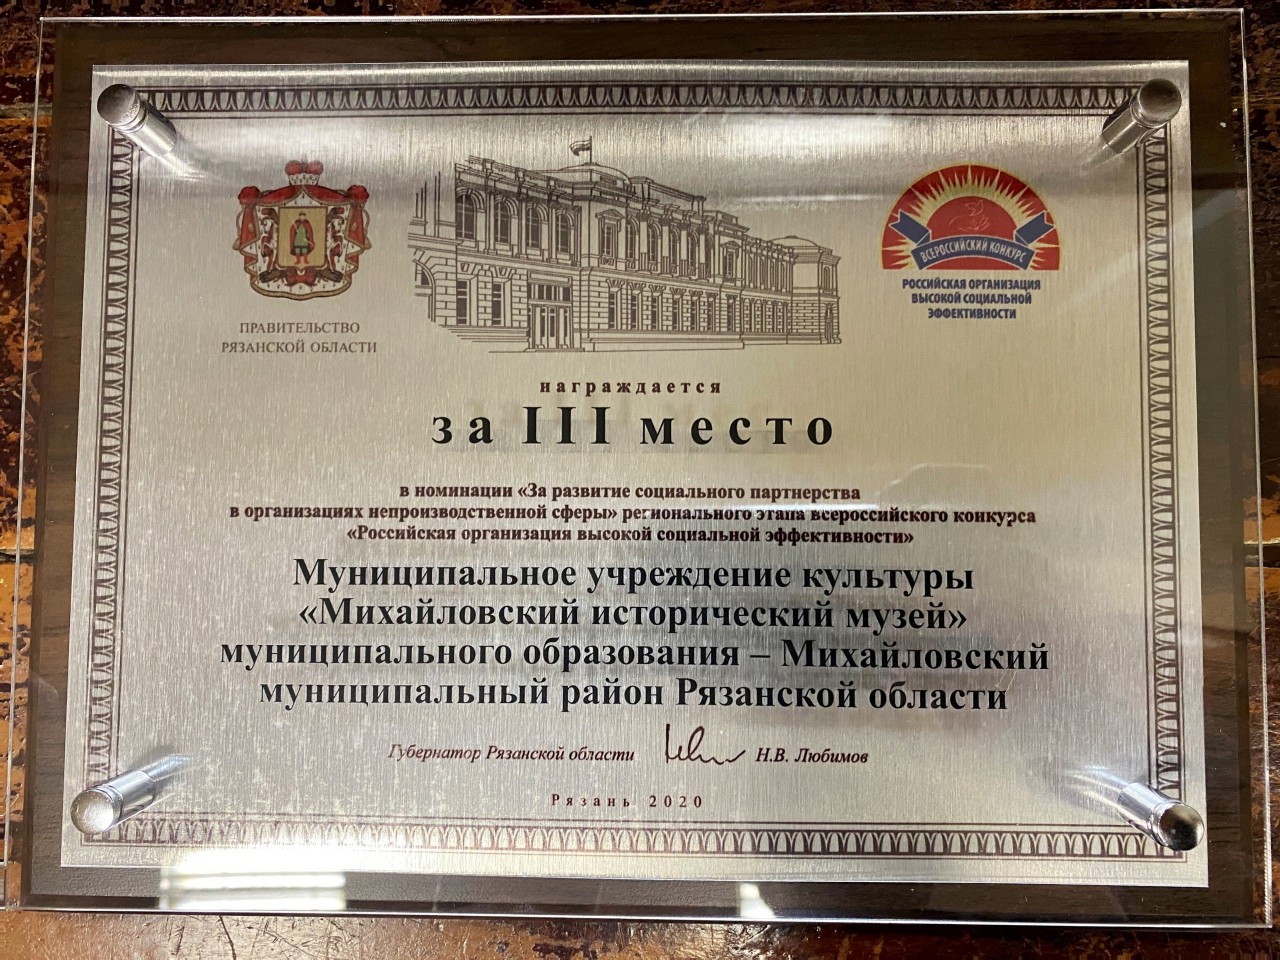 ПРАВИТЕЛЬСТВО
РЯЗАНСКОЙ ОБЛАСТИ
ВСЕРОССИЙСКИЙ КОНКУРС
РОССИЙСКАЯ ОРГАНИЗАЦИЯ
ВЫСОКОЙ СОЦИАЛЬНОЙ
ЭФФЕКТИВНОСТИ
награждается
за III место
в номинации «За развитие социального партнерства
в организациях непроизводственной сферы» регионального этапа всероссийского конкурса
«Российская организация высокой социальной эффективности»
Муниципальное учреждение культуры
«Михайловский исторический музей»
муниципального образования – Михайловский
муниципальный район Рязанской области
Губернатор Рязанской области Н.В. Любимов
Рязань 2020